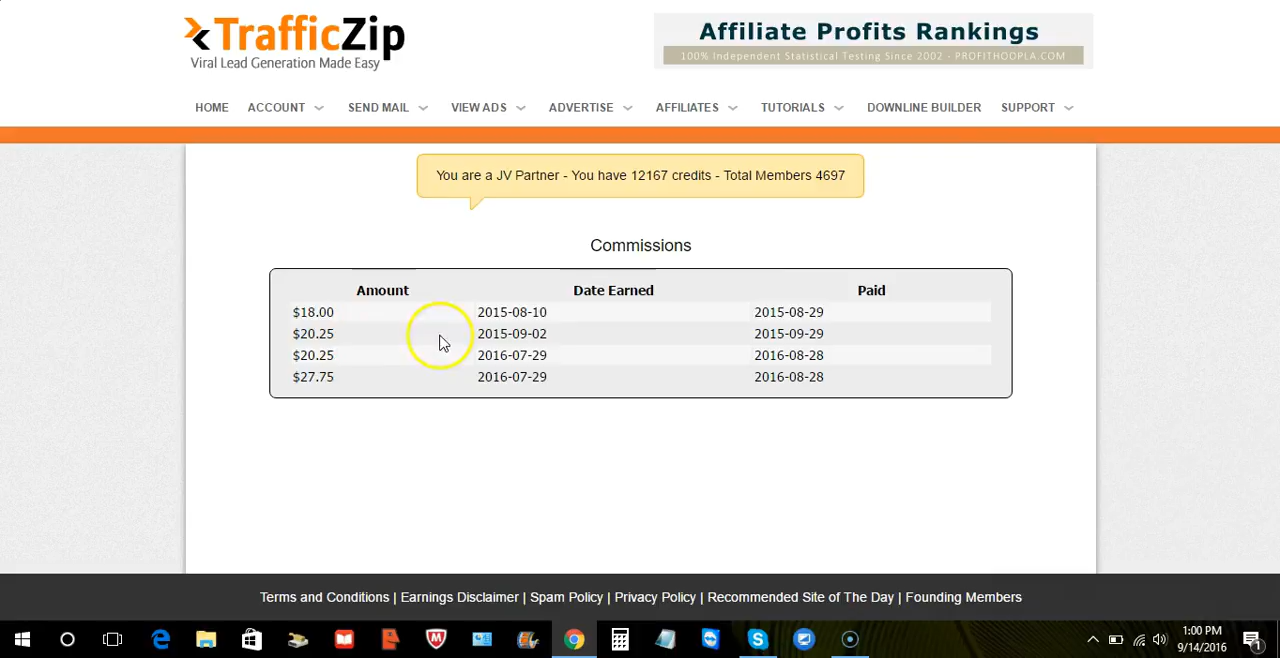 TrafficZip
Viral Lead Generation Made Easy
Affiliate Profits Rankings
100% Independent Statistical Testing Since 2002 - PROFITHOOPLA.COM
HOME ACCOUNT SEND MAIL VIEW ADS ADVERTISE AFFILIATES TUTORIALS DOWNLINE BUILDER SUPPORT
You are a JV Partner - You have 12167 credits - Total Members 4697
Commissions
Amount Date Earned Paid
$18.00 2015-08-10 2015-08-29
$20.25 2015-09-02 2015-09-29
$20.25 2016-07-29 2016-08-28
$27.75 2016-07-29 2016-08-28
Terms and Conditions | Earnings Disclaimer | Spam Policy | Privacy Policy | Recommended Site of The Day | Founding Members
1:00 PM
9/14/2016
1